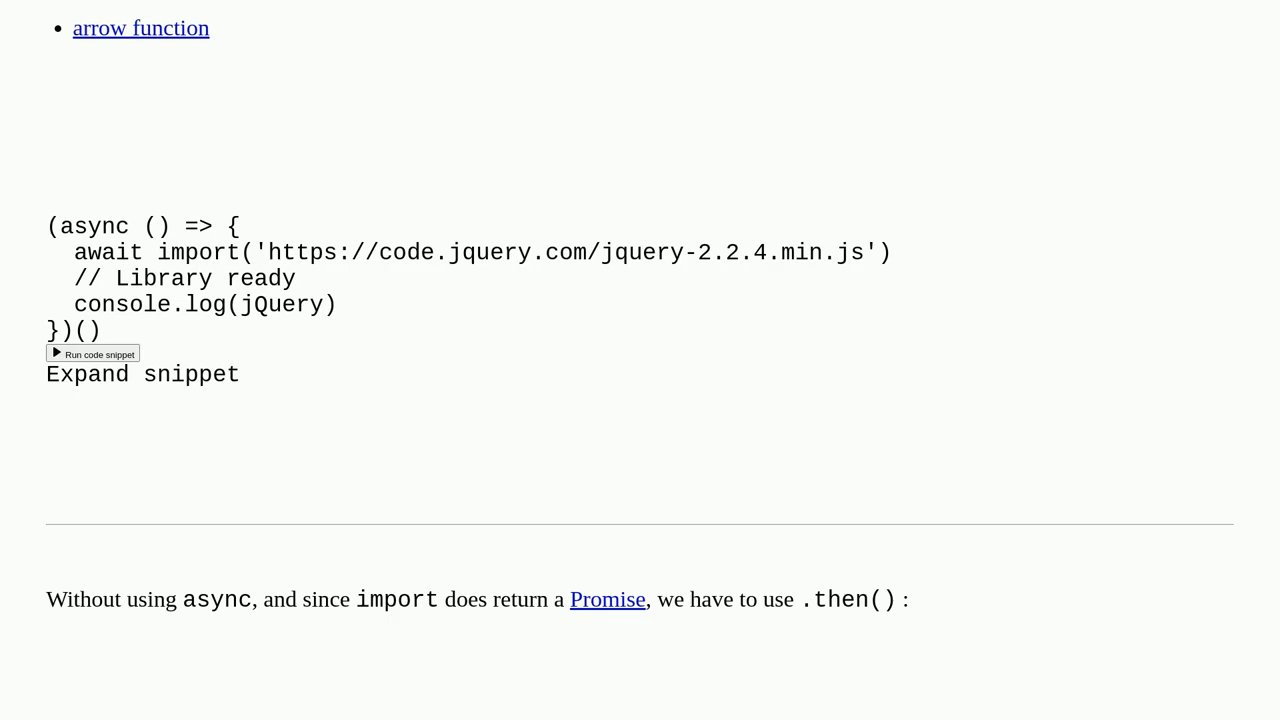 arrow function
(async () => {
  await import('https://code.jquery.com/jquery-2.2.4.min.js')
  // Library ready
  console.log(jQuery)
})()
Run code snippet
Expand snippet
Without using async, and since import does return a Promise, we have to use .then() :